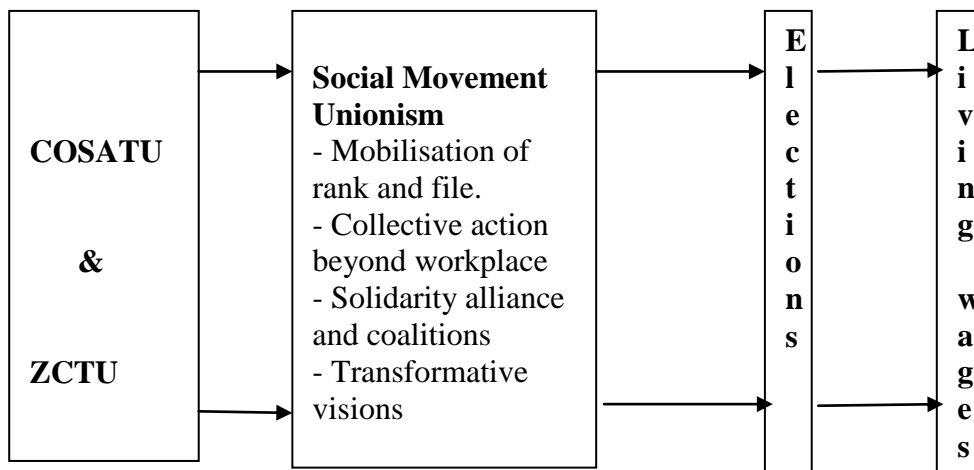 COSATU
&
ZCTU
Social Movement
Unionism
- Mobilisation of
rank and file.
- Collective action
beyond workplace
- Solidarity alliance
and coalitions
- Transformative
visions
E
l
e
c
t
i
o
n
s
L
i
v
i
n
g
w
a
g
e
s